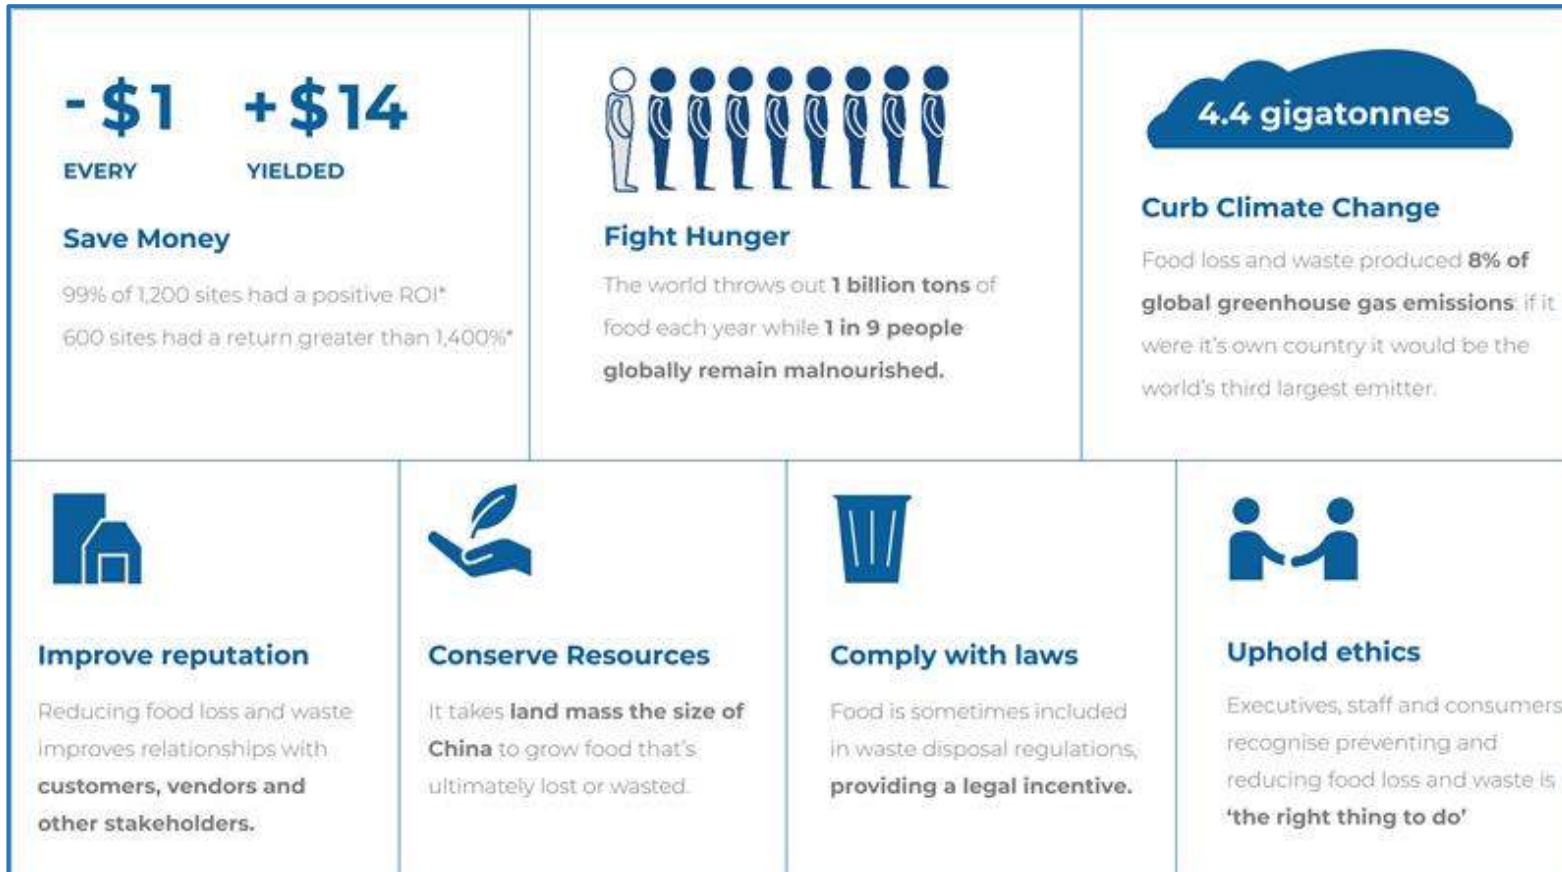 - $1 + $14
EVERY YIELDED
Save Money
99% of 1,200 sites had a positive ROI*
600 sites had a return greater than 1,400%*
Fight Hunger
The world throws out 1 billion tons of
food each year while 1 in 9 people
globally remain malnourished.
4.4 gigatonnes
Curb Climate Change
Food loss and waste produced 8% of
global greenhouse gas emissions: if it
were it's own country it would be the
world's third largest emitter.
Improve reputation
Reducing food loss and waste
improves relationships with
customers, vendors and
other stakeholders.
Conserve Resources
It takes land mass the size of
China to grow food that's
ultimately lost or wasted.
Comply with laws
Food is sometimes included
in waste disposal regulations,
providing a legal incentive.
Uphold ethics
Executives, staff and consumers
recognise preventing and
reducing food loss and waste is
‘the right thing to do’